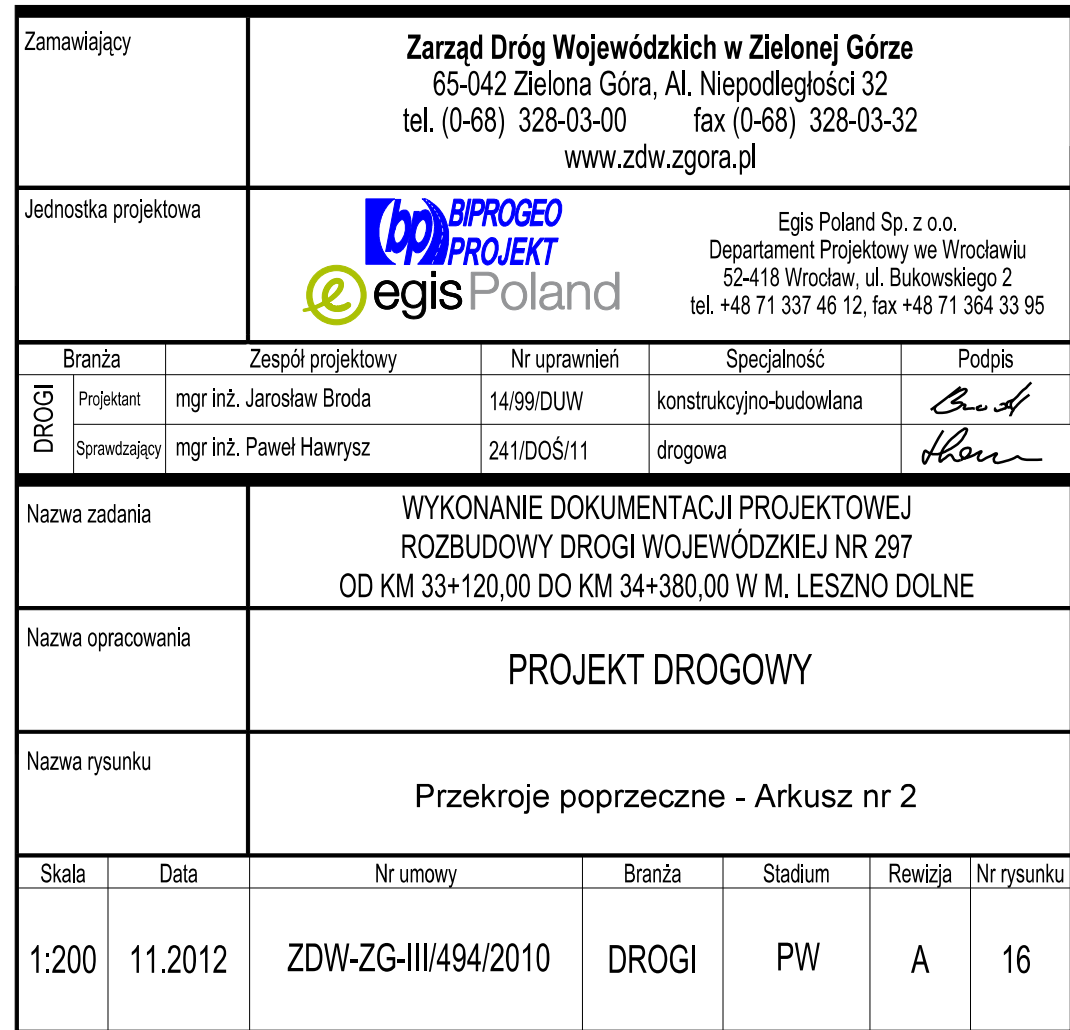 Zamawiający
Zarząd Dróg Wojewódzkich w Zielonej Górze
65-042 Zielona Góra, Al. Niepodległości 32
tel. (0-68) 328-03-00 fax (0-68) 328-03-32
www.zdw.zgora.pl
Jednostka projektowa
(bp) BIPROGEO
PROJEKT
e egis Poland
Egis Poland Sp. z o.o.
Departament Projektowy we Wrocławiu
52-418 Wrocław, ul. Bukowskiego 2
tel. +48 71 337 46 12, fax +48 71 364 33 95
Branża Zespół projektowy Nr uprawnień Specjalność Podpis
DROGI
Projektant mgr inż. Jarosław Broda 14/99/DUW konstrukcyjno-budowlana
Sprawdzający mgr inż. Paweł Hawrysz 241/DOŚ/11 drogowa
Nazwa zadania
WYKONANIE DOKUMENTACJI PROJEKTOWEJ
ROZBUDOWY DROGI WOJEWÓDZKIEJ NR 297
OD KM 33+120,00 DO KM 34+380,00 W M. LESZNO DOLNE
Nazwa opracowania
PROJEKT DROGOWY
Nazwa rysunku
Przekroje poprzeczne - Arkusz nr 2
Skala Data Nr umowy Branża Stadium Rewizja Nr rysunku
1:200 11.2012 ZDW-ZG-III/494/2010 DROGI PW A 16